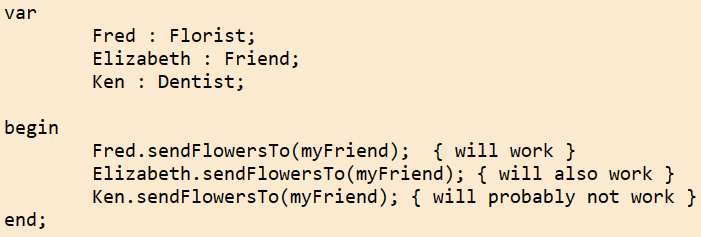 var
Fred : Florist;
Elizabeth : Friend;
Ken : Dentist;
begin
Fred.sendFlowersTo(myFriend); { will work }
Elizabeth.sendFlowersTo(myFriend); { will also work }
Ken.sendFlowersTo(myFriend); { will probably not work }
end;